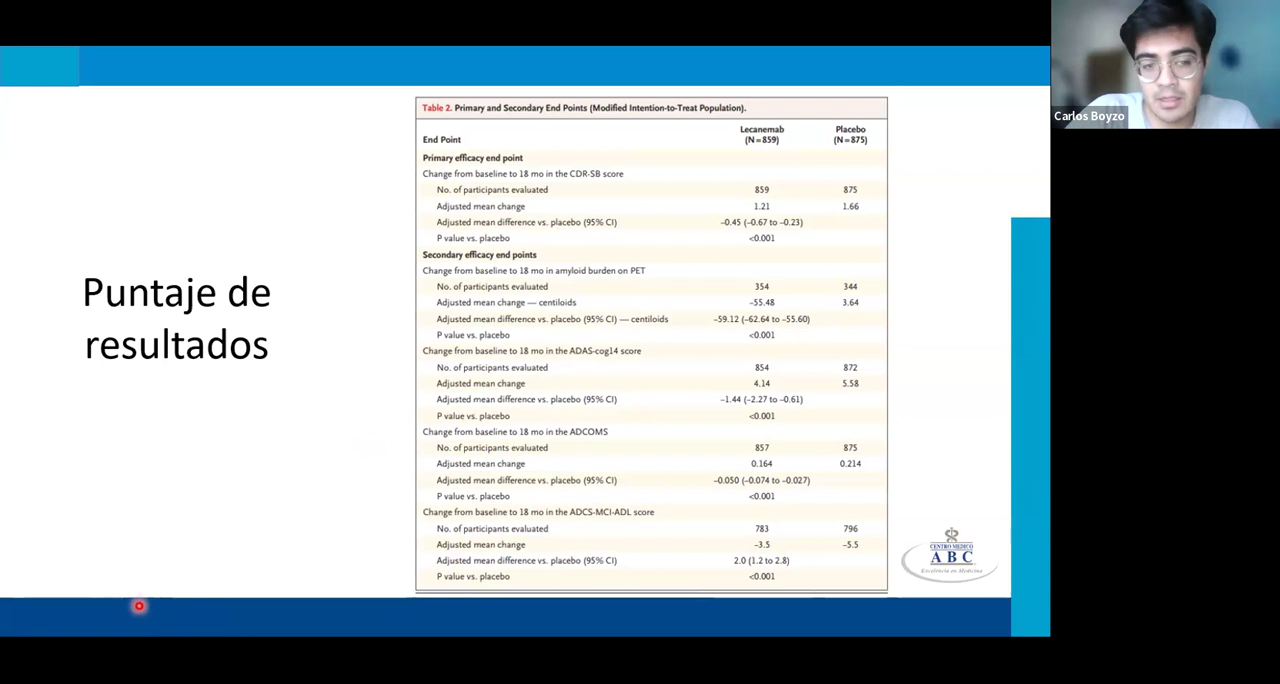 Carlos Boyzo
Puntaje de
resultados
Table 2. Primary and Secondary End Points (Modified Intention-to-Treat Population).
End Point Lecanemab (N=859) Placebo (N=875)
Primary efficacy end point
Change from baseline to 18 mo in the CDR-SB score
No. of participants evaluated 859 875
Adjusted mean change 1.21 1.66
Adjusted mean difference vs. placebo (95% CI) −0.45 (−0.67 to −0.23)
P value vs. placebo <0.001
Secondary efficacy end points
Change from baseline to 18 mo in amyloid burden on PET
No. of participants evaluated 354 344
Adjusted mean change — centiloids −55.48 3.64
Adjusted mean difference vs. placebo (95% CI) — centiloids −59.12 (−62.64 to −55.60)
P value vs. placebo <0.001
Change from baseline to 18 mo in the ADAS-cog14 score
No. of participants evaluated 854 872
Adjusted mean change 4.14 5.58
Adjusted mean difference vs. placebo (95% CI) −1.44 (−2.27 to −0.61)
P value vs. placebo <0.001
Change from baseline to 18 mo in the ADCOMS
No. of participants evaluated 857 875
Adjusted mean change 0.164 0.214
Adjusted mean difference vs. placebo (95% CI) −0.050 (−0.074 to −0.027)
P value vs. placebo <0.001
Change from baseline to 18 mo in the ADCS-MCI-ADL score
No. of participants evaluated 783 796
Adjusted mean change −3.5 −5.5
Adjusted mean difference vs. placebo (95% CI) 2.0 (1.2 to 2.8)
P value vs. placebo <0.001
CENTRO MEDICO
ABC
Excelencia en Medicina